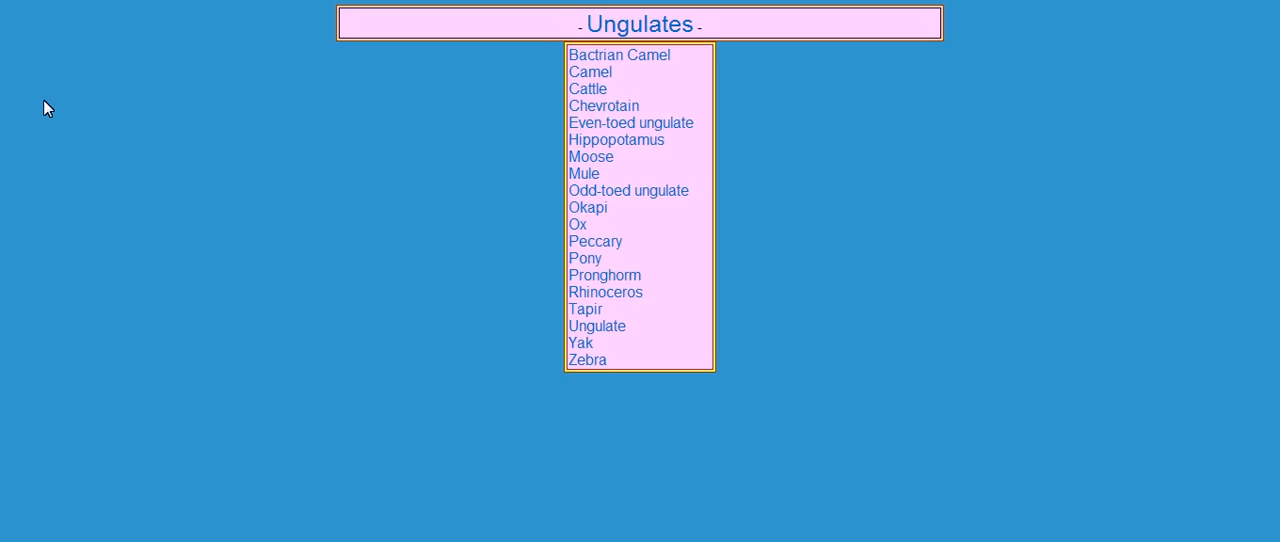 - Ungulates -
Bactrian Camel
Camel
Cattle
Chevrotain
Even-toed ungulate
Hippopotamus
Moose
Mule
Odd-toed ungulate
Okapi
Ox
Peccary
Pony
Pronghorm
Rhinoceros
Tapir
Ungulate
Yak
Zebra